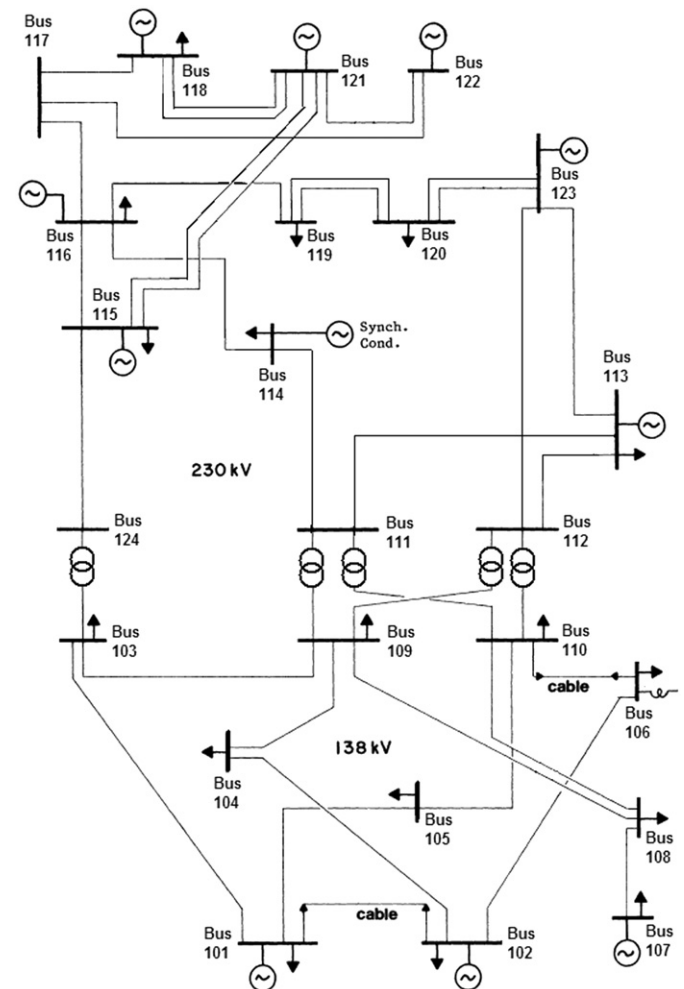 Bus
117
Bus
118
Bus
121
Bus
122
Bus
123
Bus
116
Bus
119
Bus
120
Bus
115
Synch.
Cond.
Bus
114
Bus
113
230 kV
Bus
124
Bus
111
Bus
112
Bus
103
Bus
109
Bus
110
cable
Bus
106
138 kV
Bus
104
Bus
105
Bus
108
cable
Bus
101
Bus
102
Bus
107